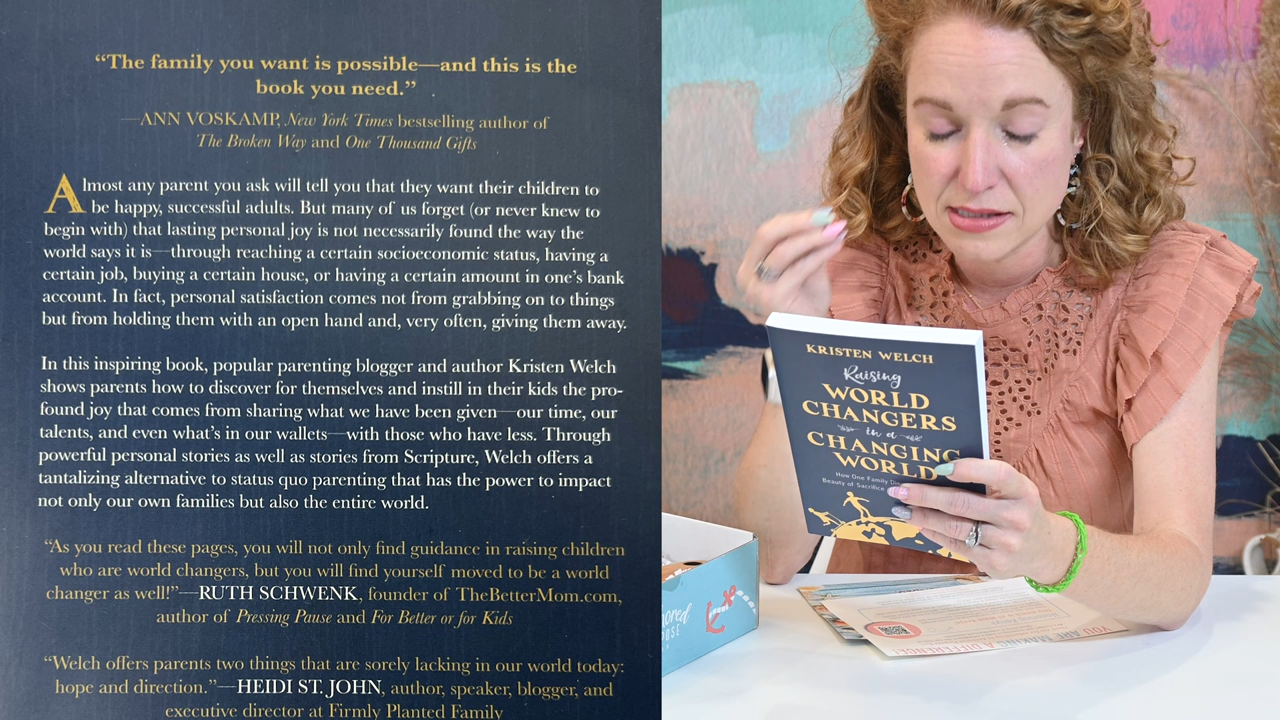 “The family you want is possible—and this is the
book you need.”
—ANN VOSKAMP, New York Times bestselling author of
The Broken Way and One Thousand Gifts
Almost any parent you ask will tell you that they want their children to
be happy, successful adults. But many of us forget (or never knew to
begin with) that lasting personal joy is not necessarily found the way the
world says it is—through reaching a certain socioeconomic status, having a
certain job, buying a certain house, or having a certain amount in one’s bank
account. In fact, personal satisfaction comes not from grabbing on to things
but from holding them with an open hand and, very often, giving them away.
In this inspiring book, popular parenting blogger and author Kristen Welch
shows parents how to discover for themselves and instill in their kids the pro-
found joy that comes from sharing what we have been given—our time, our
talents, and even what’s in our wallets—with those who have less. Through
powerful personal stories as well as stories from Scripture, Welch offers a
tantalizing alternative to status quo parenting that has the power to impact
not only our own families but also the entire world.
“As you read these pages, you will not only find guidance in raising children
who are world changers, but you will find yourself moved to be a world
changer as well!”—RUTH SCHWENK, founder of TheBetterMom.com,
author of Pressing Pause and For Better or for Kids
“Welch offers parents two things that are sorely lacking in our world today:
hope and direction.”—HEIDI ST. JOHN, author, speaker, blogger, and
executive director at Firmly Planted Family
KRISTEN WELCH
Raising
WORLD
CHANGERS
in a
CHANGING
WORLD
How One Family Di
Beauty of Sacrifice
ored
POSE
YOU ARE MAKING A DIFFERENCE!